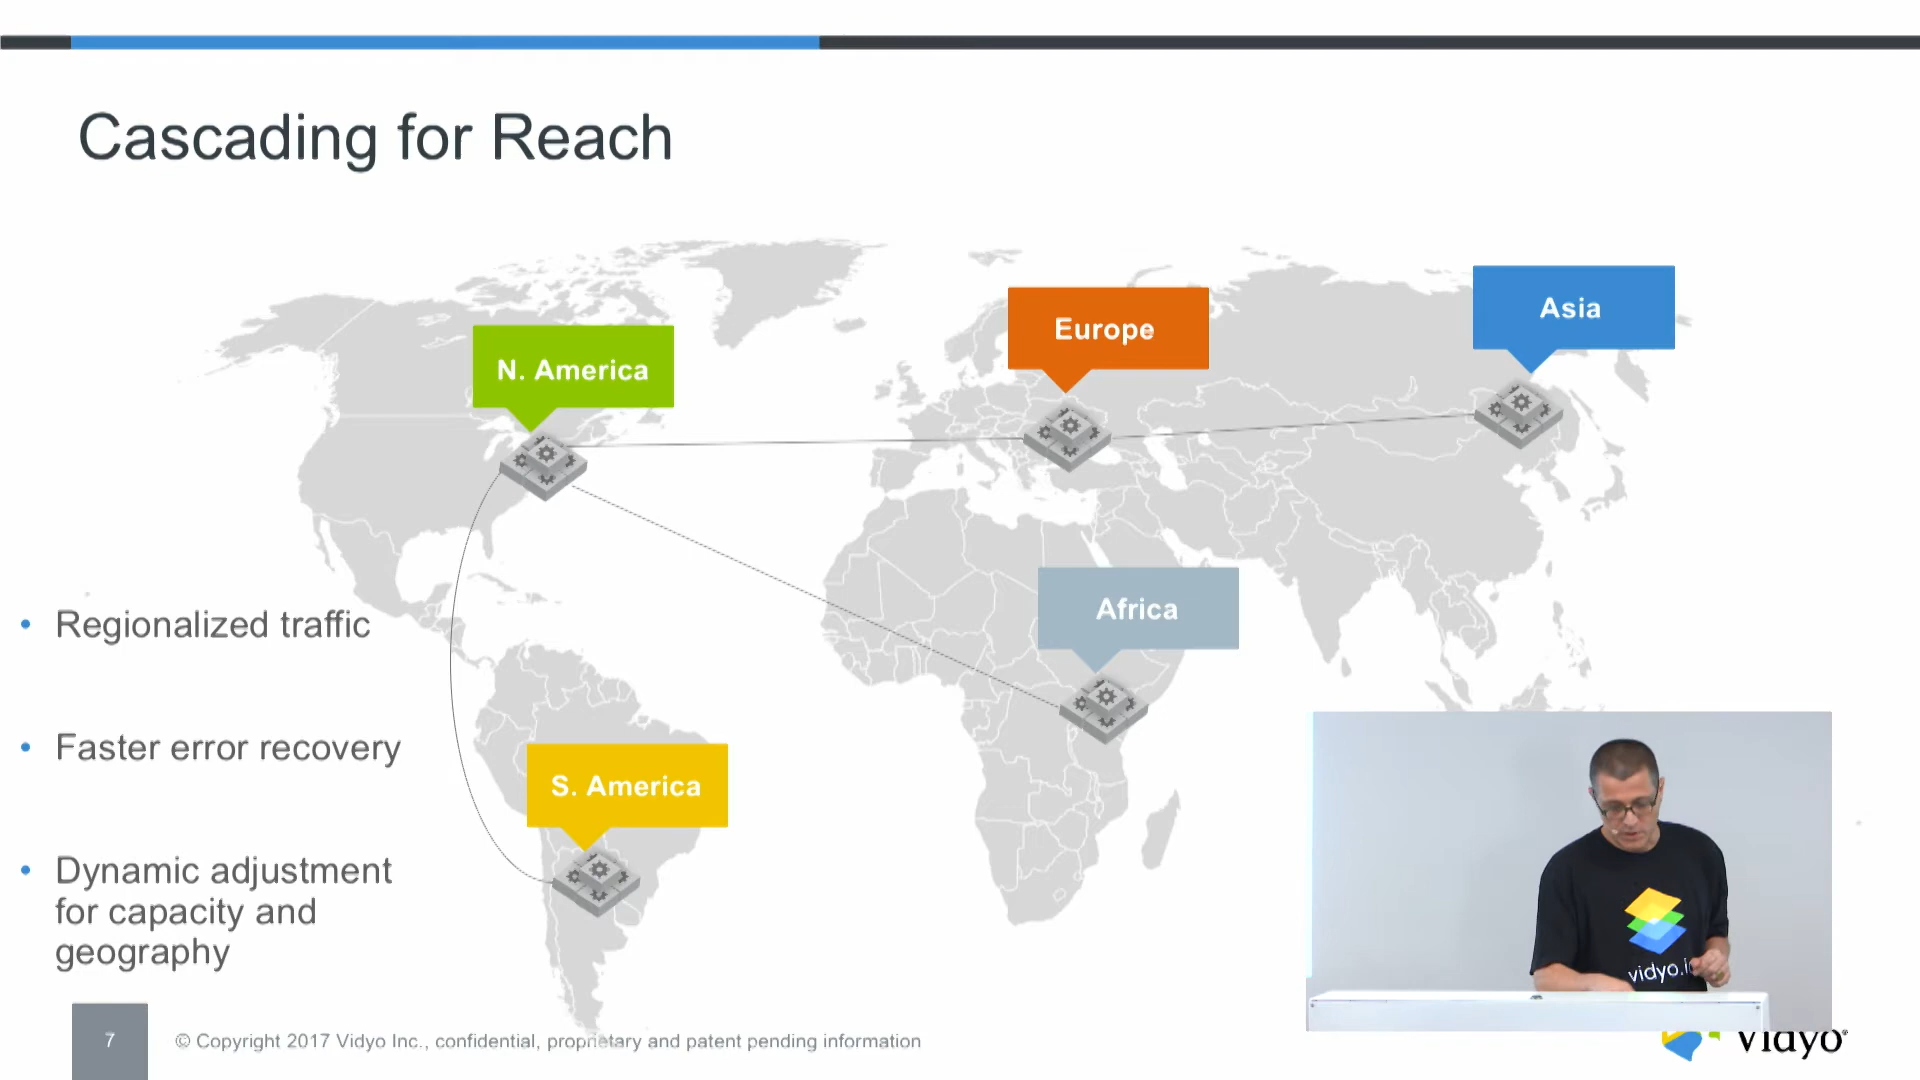 Cascading for Reach
Asia
Europe
N. America
Africa
S. America
• Regionalized traffic
• Faster error recovery
• Dynamic adjustment
for capacity and
geography
vidyo.i
7
© Copyright 2017 Vidyo Inc., confidential, proprietary and patent pending information
vidyo